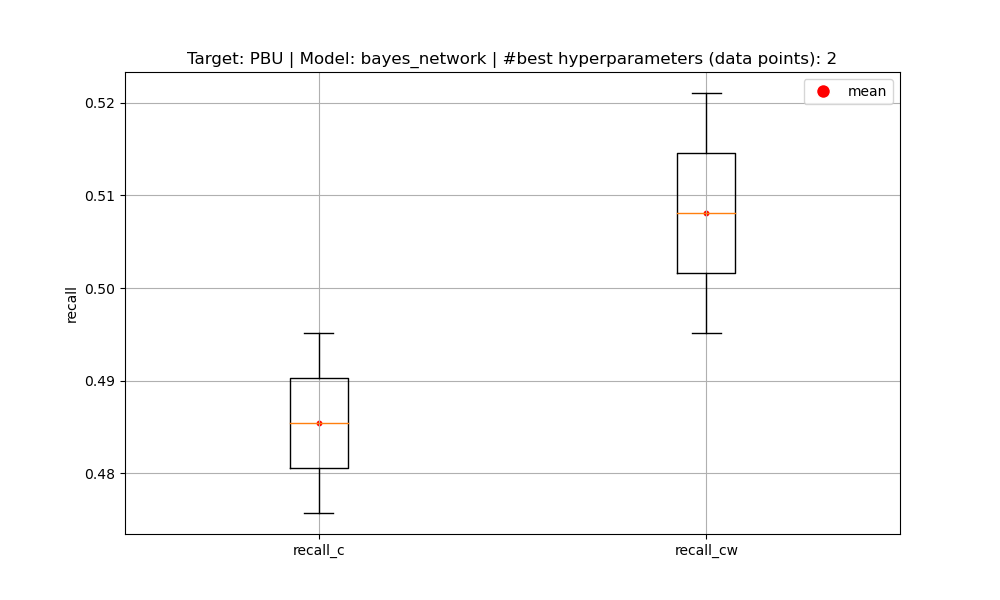 Target: PBU | Model: bayes_network | #best hyperparameters (data points): 2
mean
0.52
0.51
0.50
0.49
0.48
recall
recall_c
recall_cw